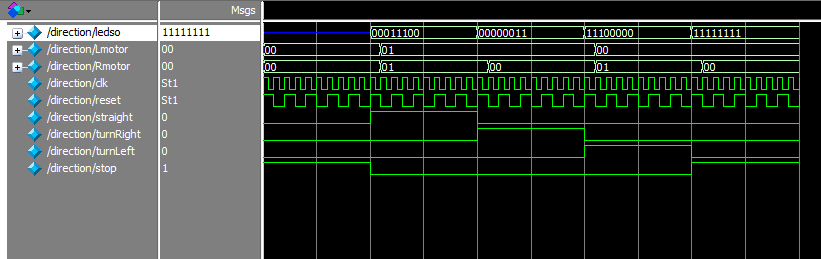 Msgs
/direction/ledso 11111111 00011100 00000011 11100000 11111111
/direction/Lmotor 00 00 01 00
/direction/Rmotor 00 00 01 00 01 00
/direction/clk St1
/direction/reset St1
/direction/straight 0
/direction/turnRight 0
/direction/turnLeft 0
/direction/stop 1